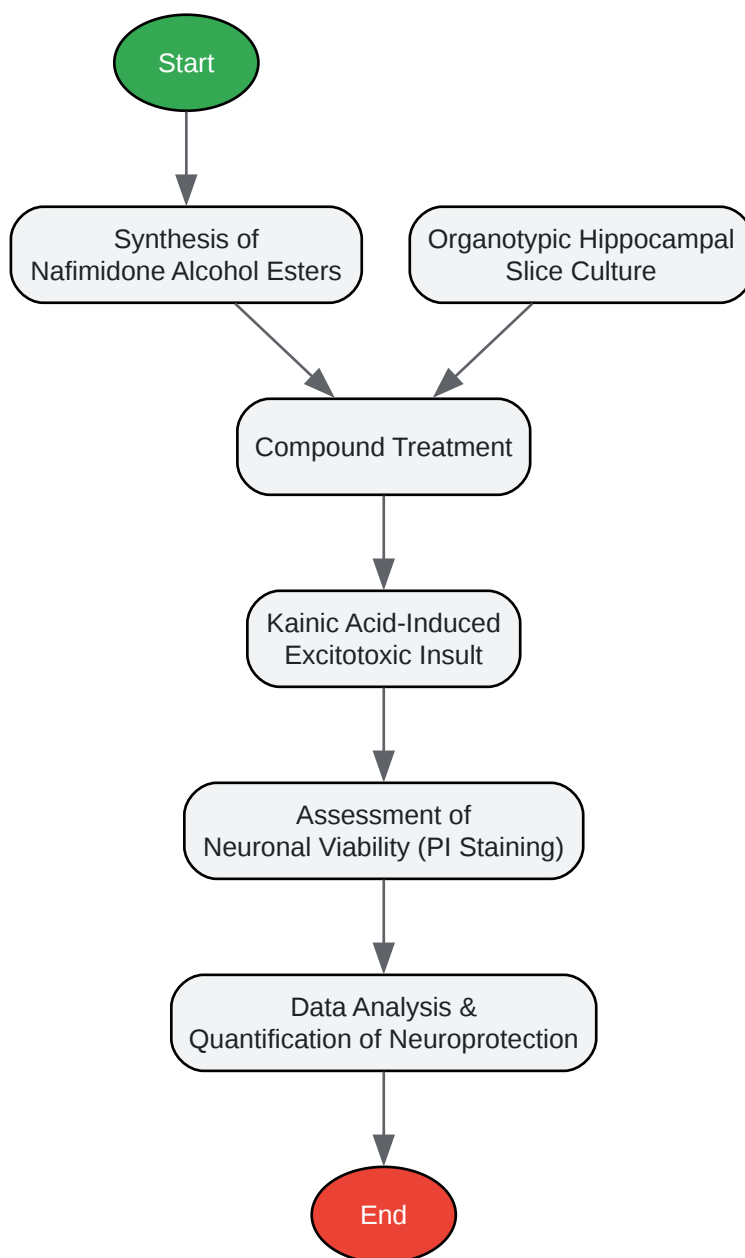 Start
Synthesis of
Nafimidone Alcohol Esters
Organotypic Hippocampal
Slice Culture
Compound Treatment
Kainic Acid-Induced
Excitotoxic Insult
Assessment of
Neuronal Viability (PI Staining)
Data Analysis &
Quantification of Neuroprotection
End